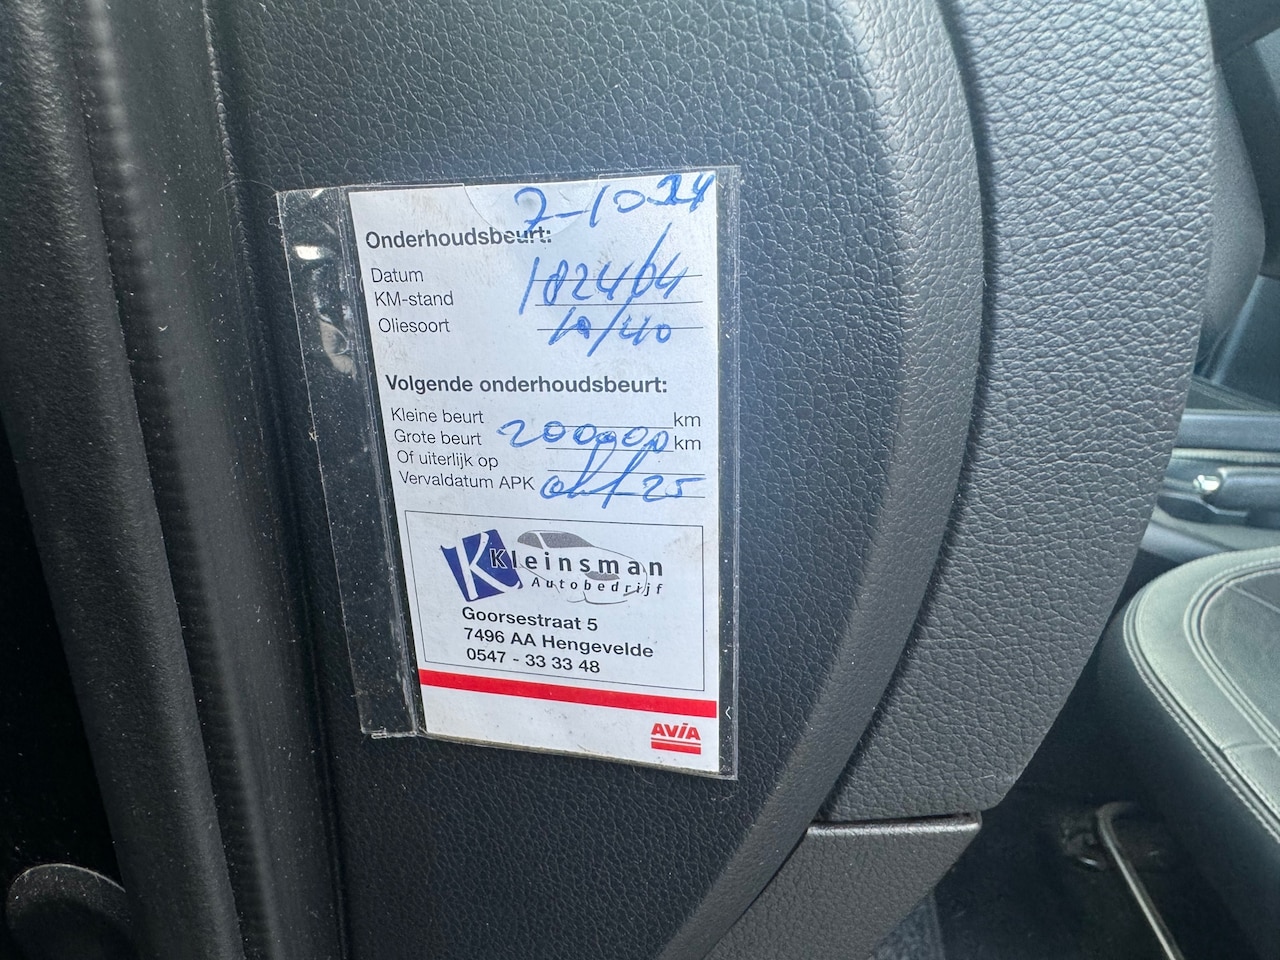 7-10-24
Onderhoudsbeurt:
Datum
KM-stand 182464
Oliesoort 10/40
Volgende onderhoudsbeurt:
Kleine beurt km
Grote beurt 200000 km
Of uiterlijk op
Vervaldatum APK 25
K Kleinsman
Autobedrijf
Goorsestraat 5
7496 AA Hengevelde
0547 - 33 33 48
AVIA